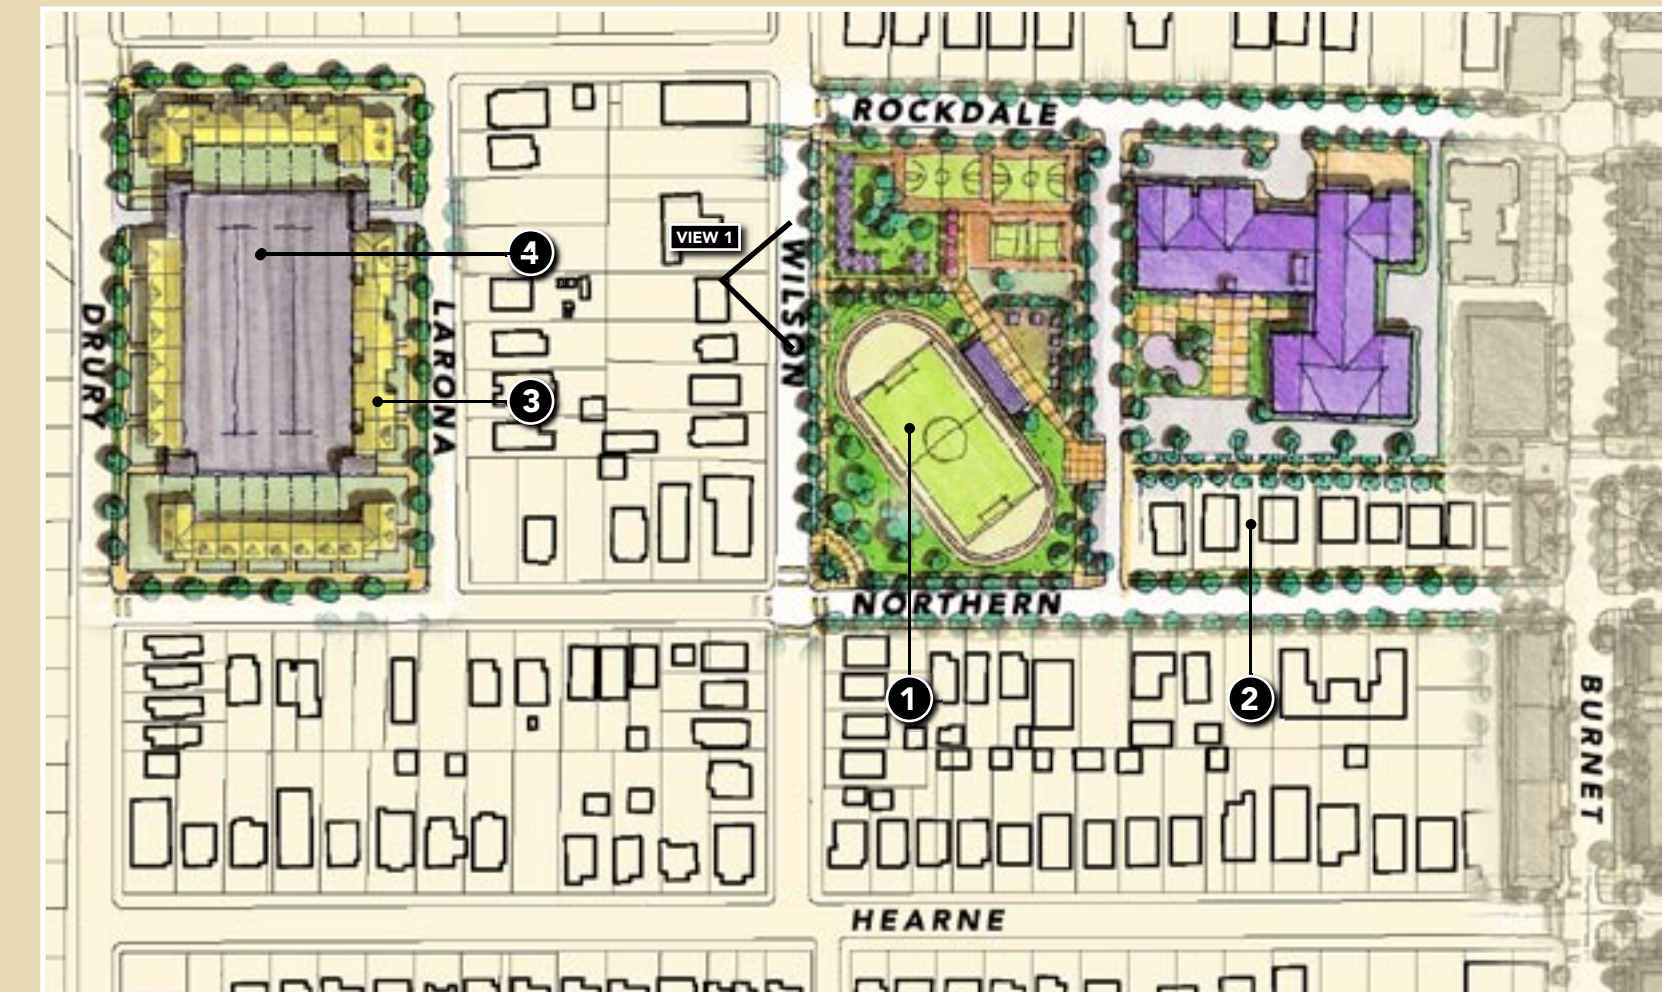 ROCKDALE
VIEW 1
WILSON
4
DRURY
LARONA
3
NORTHERN
1
2
BURNET
HEARNE